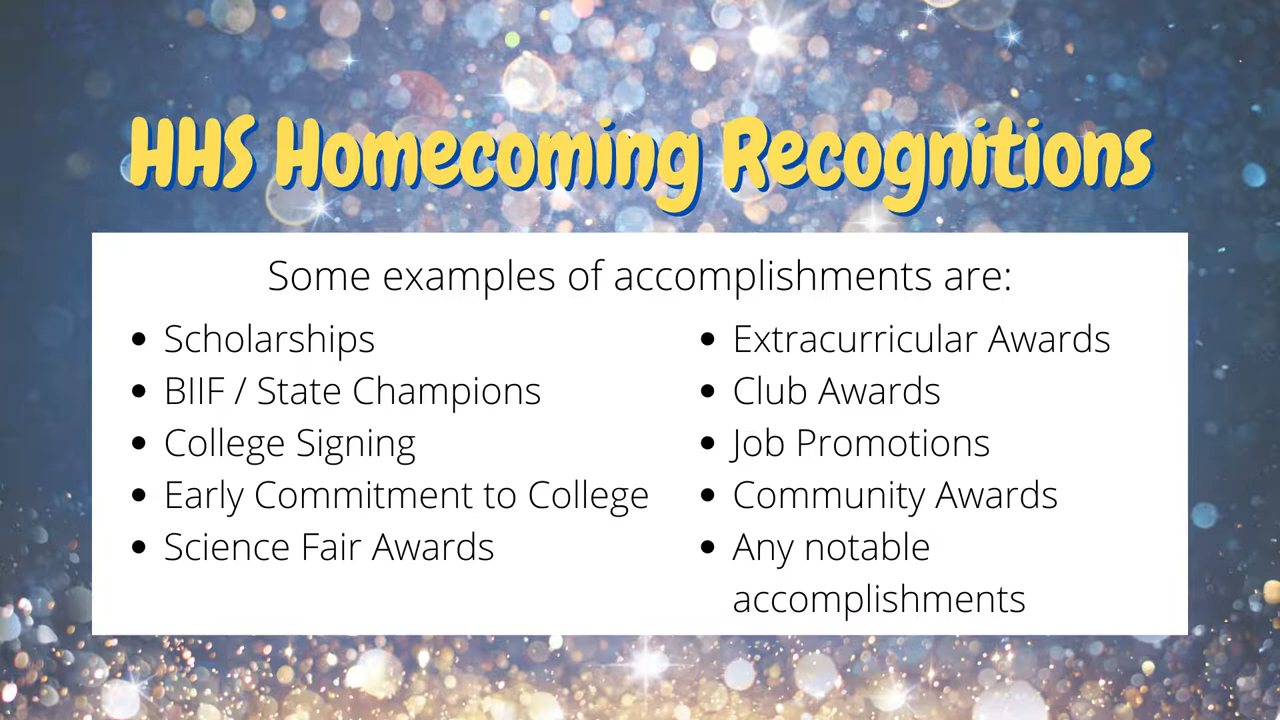 HHS Homecoming Recognitions
Some examples of accomplishments are:
• Scholarships
• BIIF / State Champions
• College Signing
• Early Commitment to College
• Science Fair Awards
• Extracurricular Awards
• Club Awards
• Job Promotions
• Community Awards
• Any notable
accomplishments